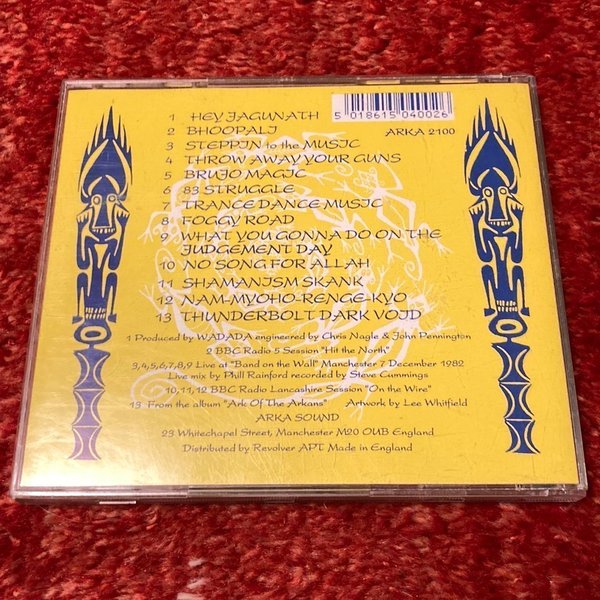 5 018615 040026
ARKA 2100
1 HEY JAGUNATH
2 BHOOPALI
3 STEPPIN to the MUSIC
4 THROW AWAY YOUR GUNS
5 BRUJO MAGIC
6 83 STRUGGLE
7 TRANCE DANCE MUSIC
8 FOGGY ROAD
9 WHAT YOU GONNA DO ON THE
JUDGEMENT DAY
10 NO SONG FOR ALLAH
11 SHAMANISM SKANK
12 NAM-MYOHO-RENGE-KYO
13 THUNDERBOLT DARK VOID
1 Produced by WADADA engineered by Chris Nagle & John Pennington
2 BBC Radio 5 Session "Hit the North"
3,4,5,6,7,8,9 Live at "Band on the Wall" Manchester 7 December 1982
Live mix by Phill Rainford recorded by Steve Cummings
10,11,12 BBC Radio Lancashire Session "On the Wire"
13 From the album "Ark Of The Arkans" Artwork by Lee Whitfield
ARKA SOUND
23 Whitechapel Street, Manchester M20 OUB England
Distributed by Revolver APT Made in England